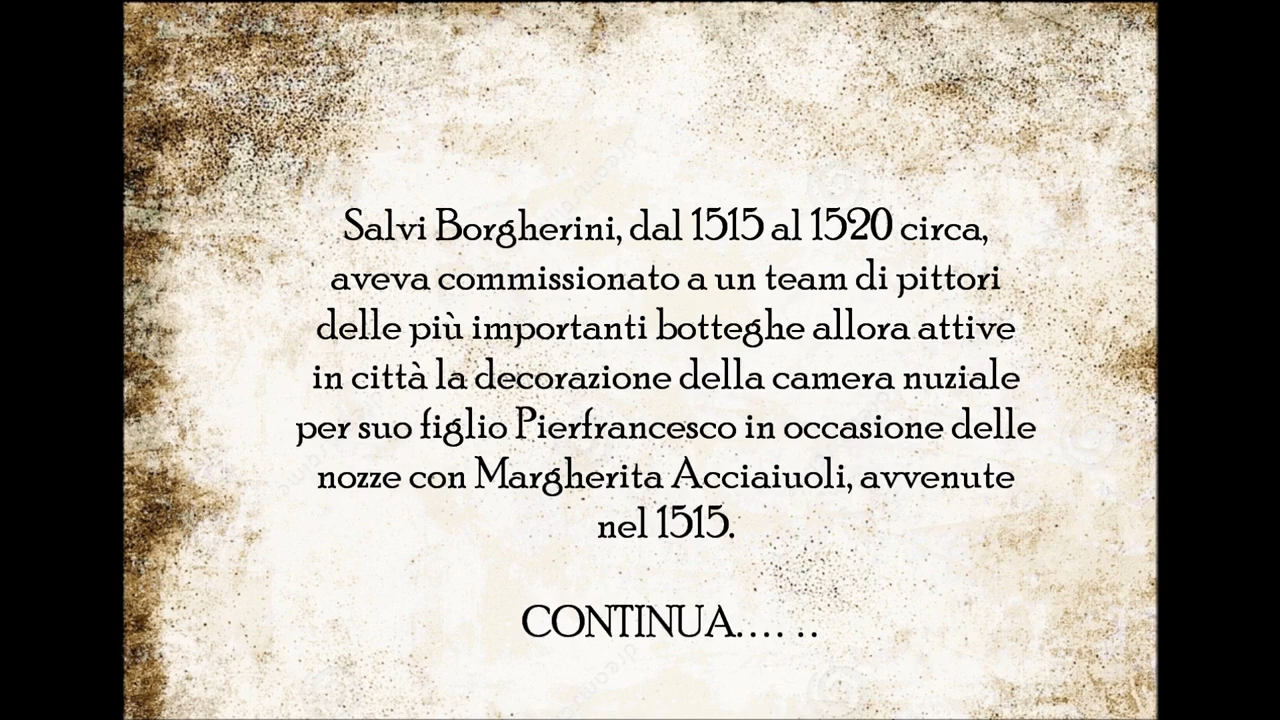 Salvi Borgherini, dal 1515 al 1520 circa,
aveva commissionato a un team di pittori
delle più importanti botteghe allora attive
in città la decorazione della camera nuziale
per suo figlio Pierfrancesco in occasione delle
nozze con Margherita Acciaiuoli, avvenute
nel 1515.
CONTINUA.... ..